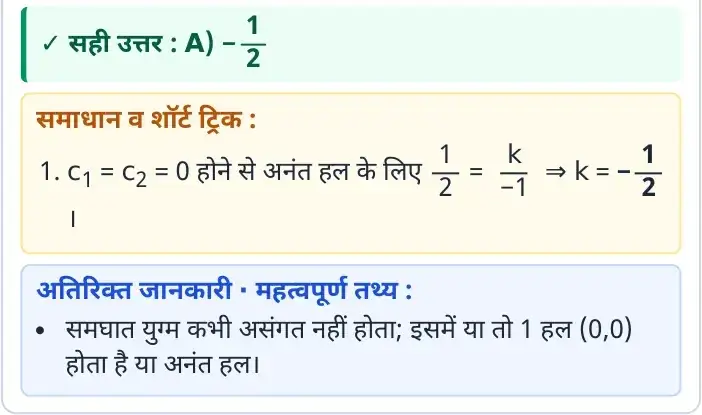 ✓ सही उत्तर : A) −1/2
समाधान व शॉर्ट ट्रिक :
1. c₁ = c₂ = 0 होने से अनंत हल के लिए 1/2 = k/−1 ⇒ k = −1/2
।
अतिरिक्त जानकारी · महत्वपूर्ण तथ्य :
• समघात युग्म कभी असंगत नहीं होता; इसमें या तो 1 हल (0,0)
होता है या अनंत हल।